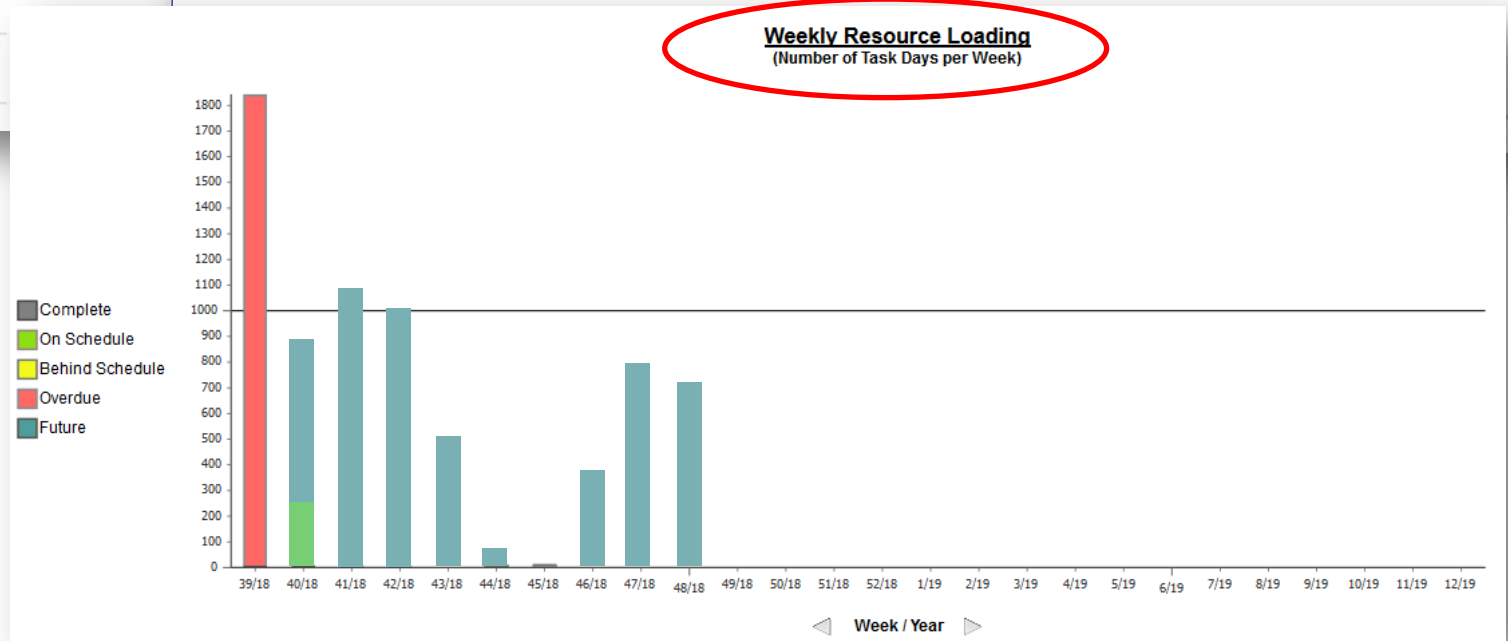 Weekly Resource Loading
(Number of Task Days per Week)
1800
1700
1600
1500
1400
1300
1200
1100
1000
900
800
700
600
500
400
300
200
100
0
Complete
On Schedule
Behind Schedule
Overdue
Future
39/18 40/18 41/18 42/18 43/18 44/18 45/18 46/18 47/18 48/18 49/18 50/18 51/18 52/18 1/19 2/19 3/19 4/19 5/19 6/19 7/19 8/19 9/19 10/19 11/19 12/19
Week / Year